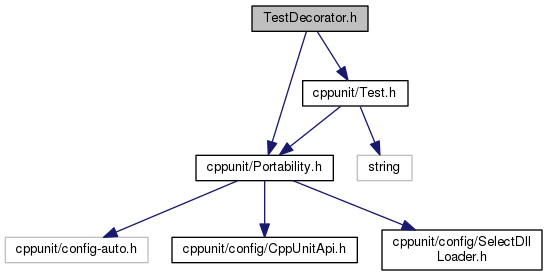 TestDecorator.h
cppunit/Test.h
cppunit/Portability.h
string
cppunit/config-auto.h
cppunit/config/CppUnitApi.h
cppunit/config/SelectDll
Loader.h